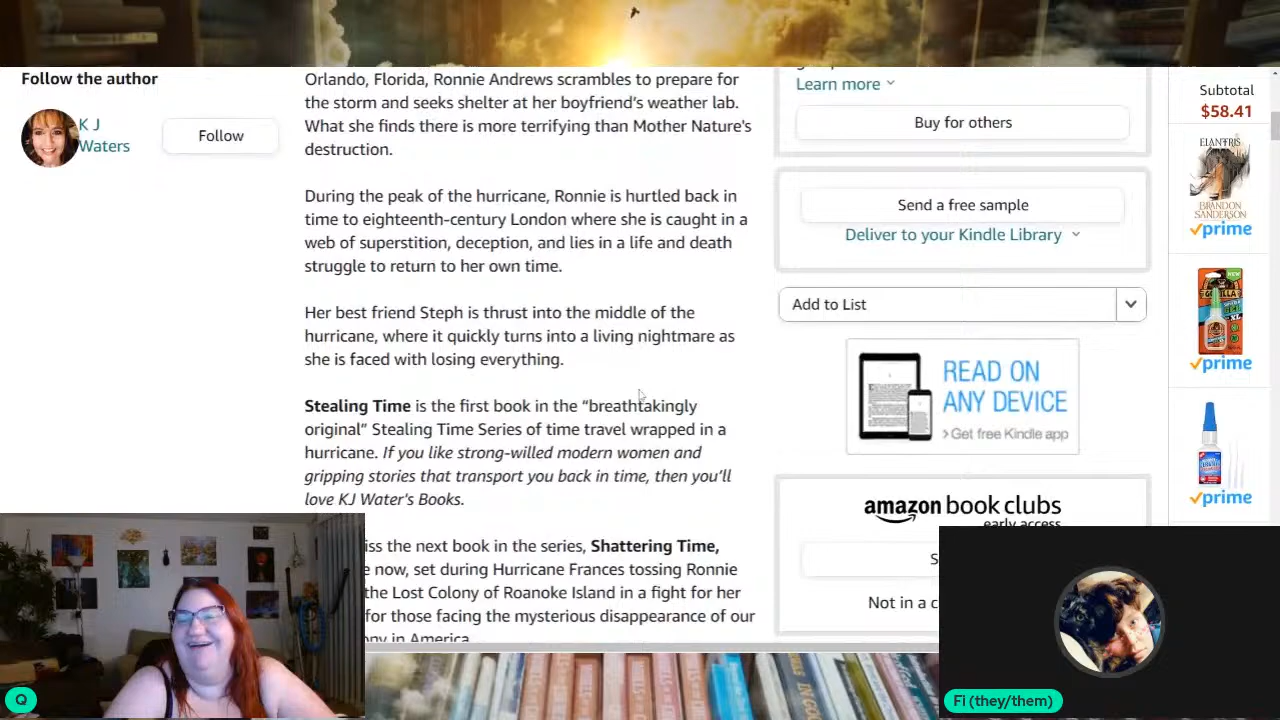 Follow the author
K J
Waters
Follow
Orlando, Florida, Ronnie Andrews scrambles to prepare for
the storm and seeks shelter at her boyfriend's weather lab.
What she finds there is more terrifying than Mother Nature's
destruction.
During the peak of the hurricane, Ronnie is hurtled back in
time to eighteenth-century London where she is caught in a
web of superstition, deception, and lies in a life and death
struggle to return to her own time.
Her best friend Steph is thrust into the middle of the
hurricane, where it quickly turns into a living nightmare as
she is faced with losing everything.
Stealing Time is the first book in the “breathtakingly
original” Stealing Time Series of time travel wrapped in a
hurricane. If you like strong-willed modern women and
gripping stories that transport you back in time, then you’ll
love KJ Water’s Books.
iss the next book in the series, Shattering Time,
e now, set during Hurricane Frances tossing Ronnie
the Lost Colony of Roanoke Island in a fight for her
for those facing the mysterious disappearance of our
ony in America
Learn more
Buy for others
Send a free sample
Deliver to your Kindle Library
Add to List
READ ON
ANY DEVICE
Get free Kindle app
amazon book clubs
early access
S
Not in a c
Subtotal
$58.41
ELANTRIS
BRANDON
SANDERSON
prime
NEW
GORILLA
XL
prime
prime
Q
Fi (they/them)